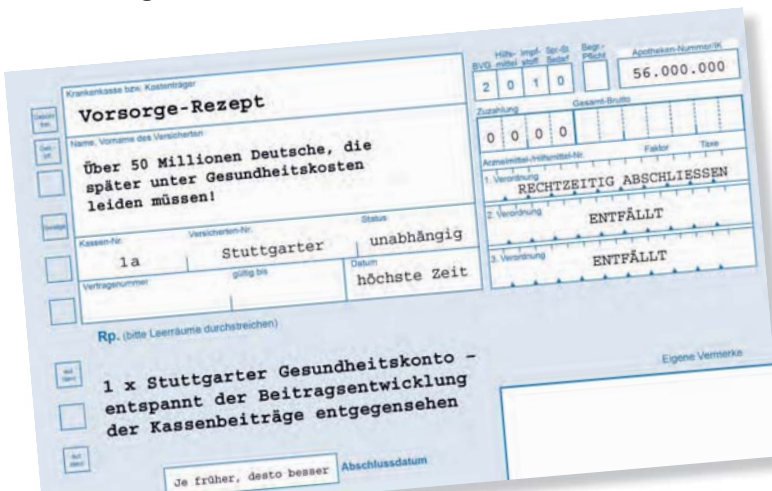 Krankenkasse bzw. Kostenträger
Vorsorge-Rezept
Name, Vorname des Versicherten
Über 50 Millionen Deutsche, die
später unter Gesundheitskosten
leiden müssen!
Kassen-Nr. Versicherten-Nr. Status
1a Stuttgarter unabhängig
Vertragsnummer gültig bis Datum
höchste Zeit
BVG Hilfs-mittel Impf-stoff Spr.-St. Bedarf Begr.-Pflicht Apotheken-Nummer/IK
2 0 1 0 56.000.000
Zuzahlung Gesamt-Brutto
0 0 0 0
Arzneimittel-/Hilfsmittel-Nr. Faktor Taxe
1. Verordnung
RECHTZEITIG ABSCHLIESSEN
2. Verordnung
ENTFÄLLT
3. Verordnung
ENTFÄLLT
Rp. (bitte Leerräume durchstreichen)
1 x Stuttgarter Gesundheitskonto –
entspannt der Beitragsentwicklung
der Kassenbeiträge entgegensehen
Eigene Vermerke
Je früher, desto besser Abschlussdatum